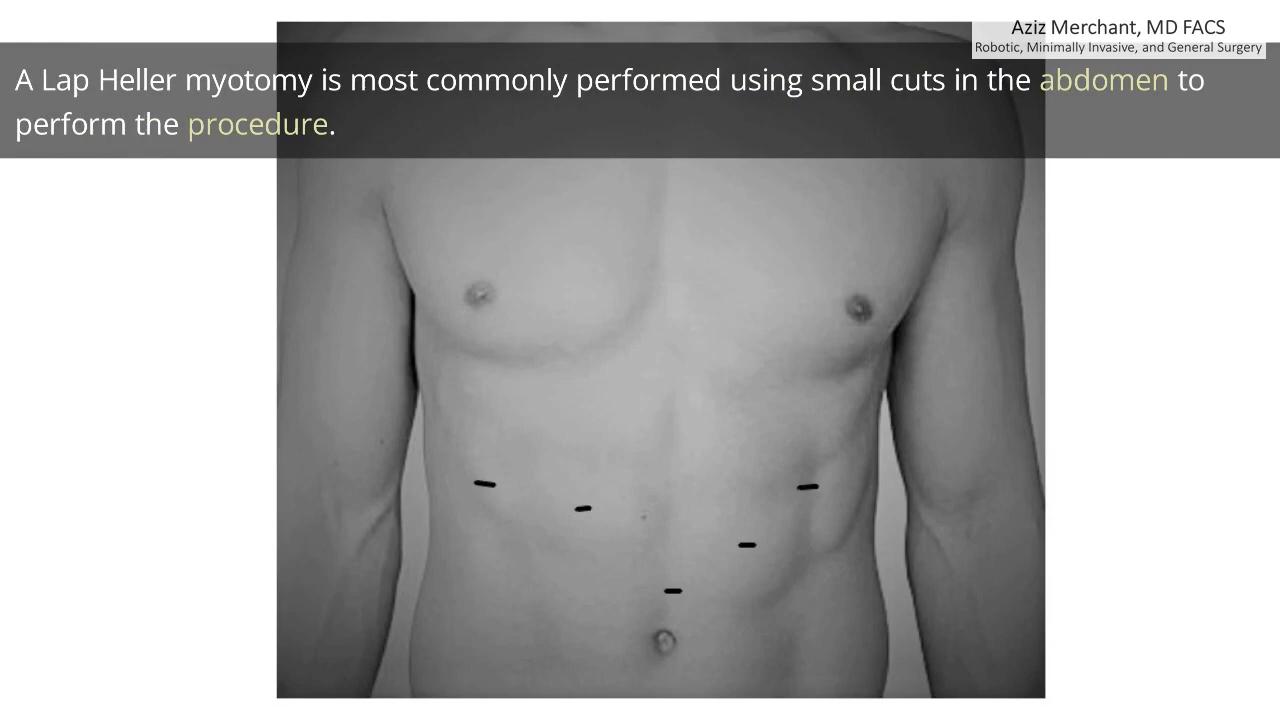 Aziz Merchant, MD FACS
Robotic, Minimally Invasive, and General Surgery
A Lap Heller myotomy is most commonly performed using small cuts in the abdomen to
perform the procedure.